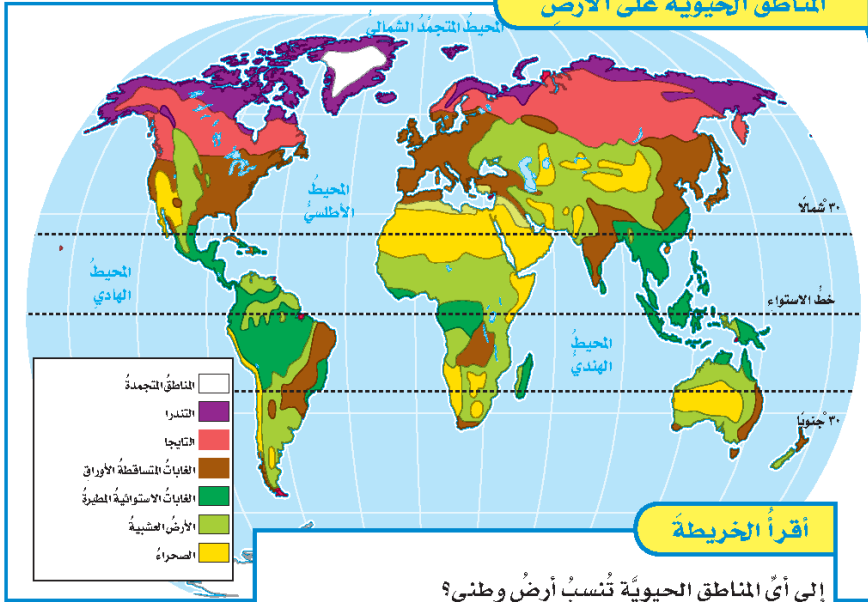 المناطق الحيوية على الأرضِ
المحيطُ المتجمِّدُ الشماليُّ
المحيطُ
الأطلسيُّ
٣٠ْ شمالًا
المحيطُ
الهادي
خطُّ الاستواء
المحيطُ
الهنديُّ
٣٠ْ جنوبًا
المناطقُ المتجمدةُ
التندرا
التايجا
الغاباتُ المتساقطةُ الأوراقِ
الغاباتُ الاستوائيةُ المطيرةُ
الأرضُ العشبيةُ
الصحراءُ
أقرأُ الخريطةَ
إلى أيِّ المناطق الحيويَّة تُنسبُ أرضُ وطني؟